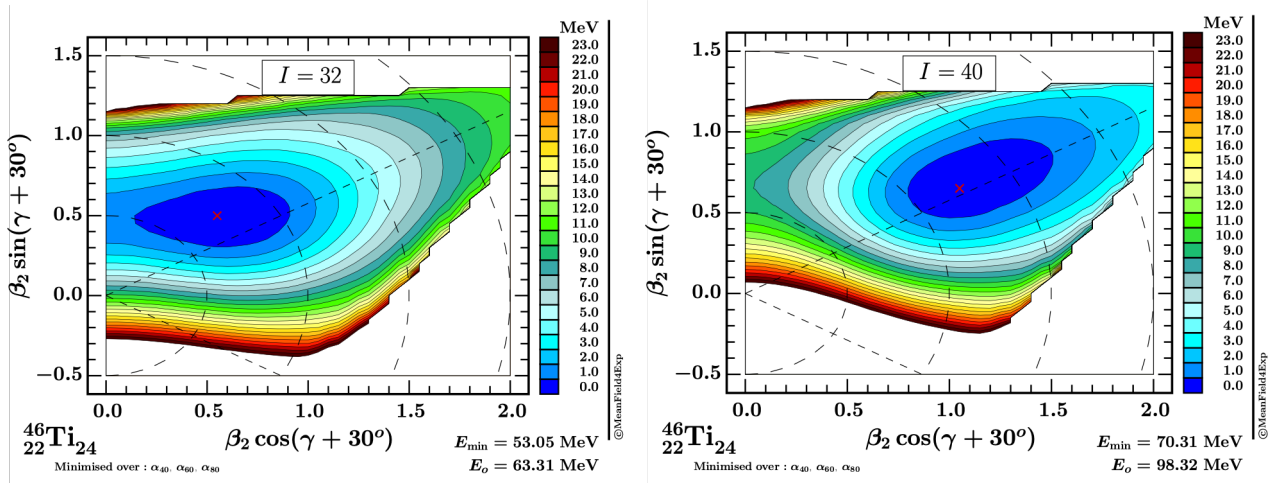 MeV
I = 32
1.5
1.0
0.5
0.0
−0.5
β₂ sin(γ + 30°)
0.0 0.5 1.0 1.5 2.0
β₂ cos(γ + 30°)
23.0
22.0
21.0
20.0
19.0
18.0
17.0
16.0
15.0
14.0
13.0
12.0
11.0
10.0
9.0
8.0
7.0
6.0
5.0
4.0
3.0
2.0
1.0
0.0
©MeanField4Exp
⁴⁶₂₂Ti₂₄
Minimised over : α₄₀, α₆₀, α₈₀
E_min = 53.05 MeV
E_o = 63.31 MeV
MeV
I = 40
1.5
1.0
0.5
0.0
−0.5
β₂ sin(γ + 30°)
0.0 0.5 1.0 1.5 2.0
β₂ cos(γ + 30°)
23.0
22.0
21.0
20.0
19.0
18.0
17.0
16.0
15.0
14.0
13.0
12.0
11.0
10.0
9.0
8.0
7.0
6.0
5.0
4.0
3.0
2.0
1.0
0.0
©MeanField4Exp
⁴⁶₂₂Ti₂₄
Minimised over : α₄₀, α₆₀, α₈₀
E_min = 70.31 MeV
E_o = 98.32 MeV